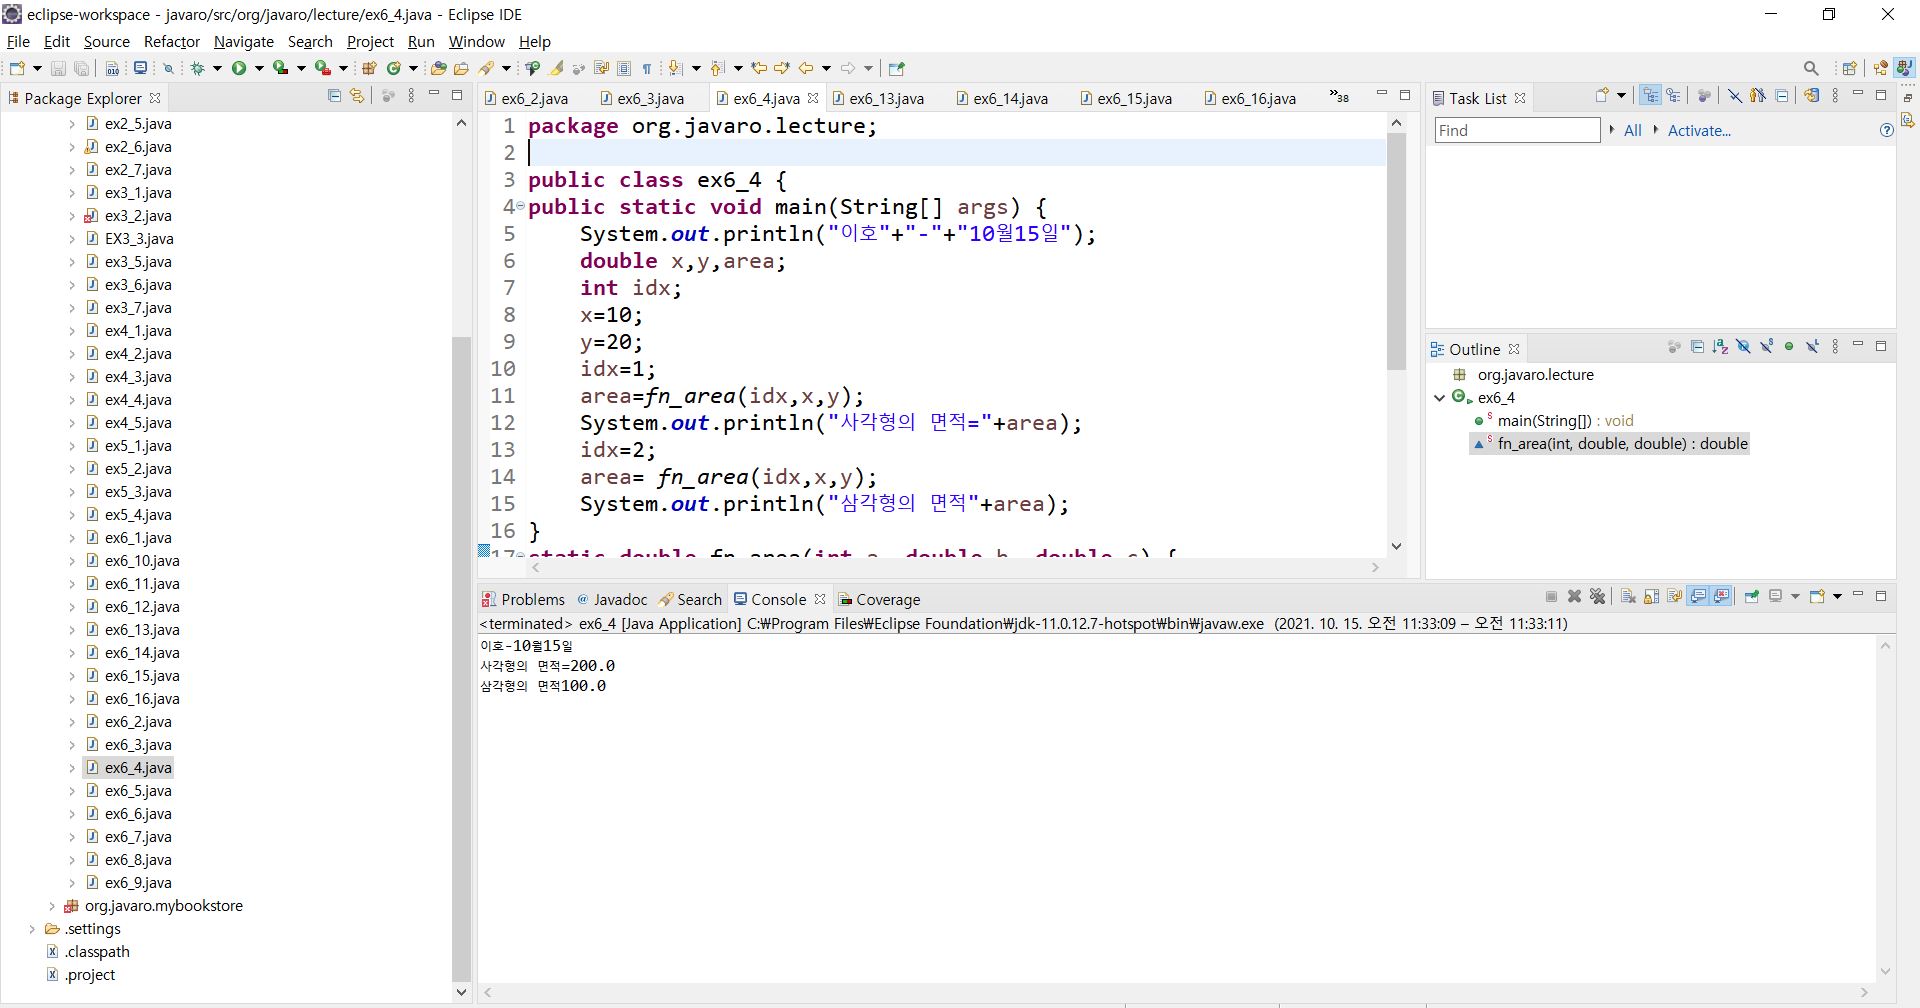 eclipse-workspace - javaro/src/org/javaro/lecture/ex6_4.java - Eclipse IDE
File Edit Source Refactor Navigate Search Project Run Window Help
Package Explorer
ex2_5.java
ex2_6.java
ex2_7.java
ex3_1.java
ex3_2.java
EX3_3.java
ex3_5.java
ex3_6.java
ex3_7.java
ex4_1.java
ex4_2.java
ex4_3.java
ex4_4.java
ex4_5.java
ex5_1.java
ex5_2.java
ex5_3.java
ex5_4.java
ex6_1.java
ex6_10.java
ex6_11.java
ex6_12.java
ex6_13.java
ex6_14.java
ex6_15.java
ex6_16.java
ex6_2.java
ex6_3.java
ex6_4.java
ex6_5.java
ex6_6.java
ex6_7.java
ex6_8.java
ex6_9.java
org.javaro.mybookstore
.settings
.classpath
.project
ex6_2.java ex6_3.java ex6_4.java ex6_13.java ex6_14.java ex6_15.java ex6_16.java »38
1 package org.javaro.lecture;
2
3 public class ex6_4 {
4 public static void main(String[] args) {
5 System.out.println("이호"+"-"+"10월15일");
6 double x,y,area;
7 int idx;
8 x=10;
9 y=20;
10 idx=1;
11 area=fn_area(idx,x,y);
12 System.out.println("사각형의 면적="+area);
13 idx=2;
14 area= fn_area(idx,x,y);
15 System.out.println("삼각형의 면적"+area);
16 }
17 static double fn_area(int a, double b, double c) {
Task List
Find All Activate...
Outline
org.javaro.lecture
ex6_4
main(String[]) : void
fn_area(int, double, double) : double
Problems @ Javadoc Search Console Coverage
<terminated> ex6_4 [Java Application] C:₩Program Files₩Eclipse Foundation₩jdk-11.0.12.7-hotspot₩bin₩javaw.exe (2021. 10. 15. 오전 11:33:09 – 오전 11:33:11)
이호-10월15일
사각형의 면적=200.0
삼각형의 면적100.0